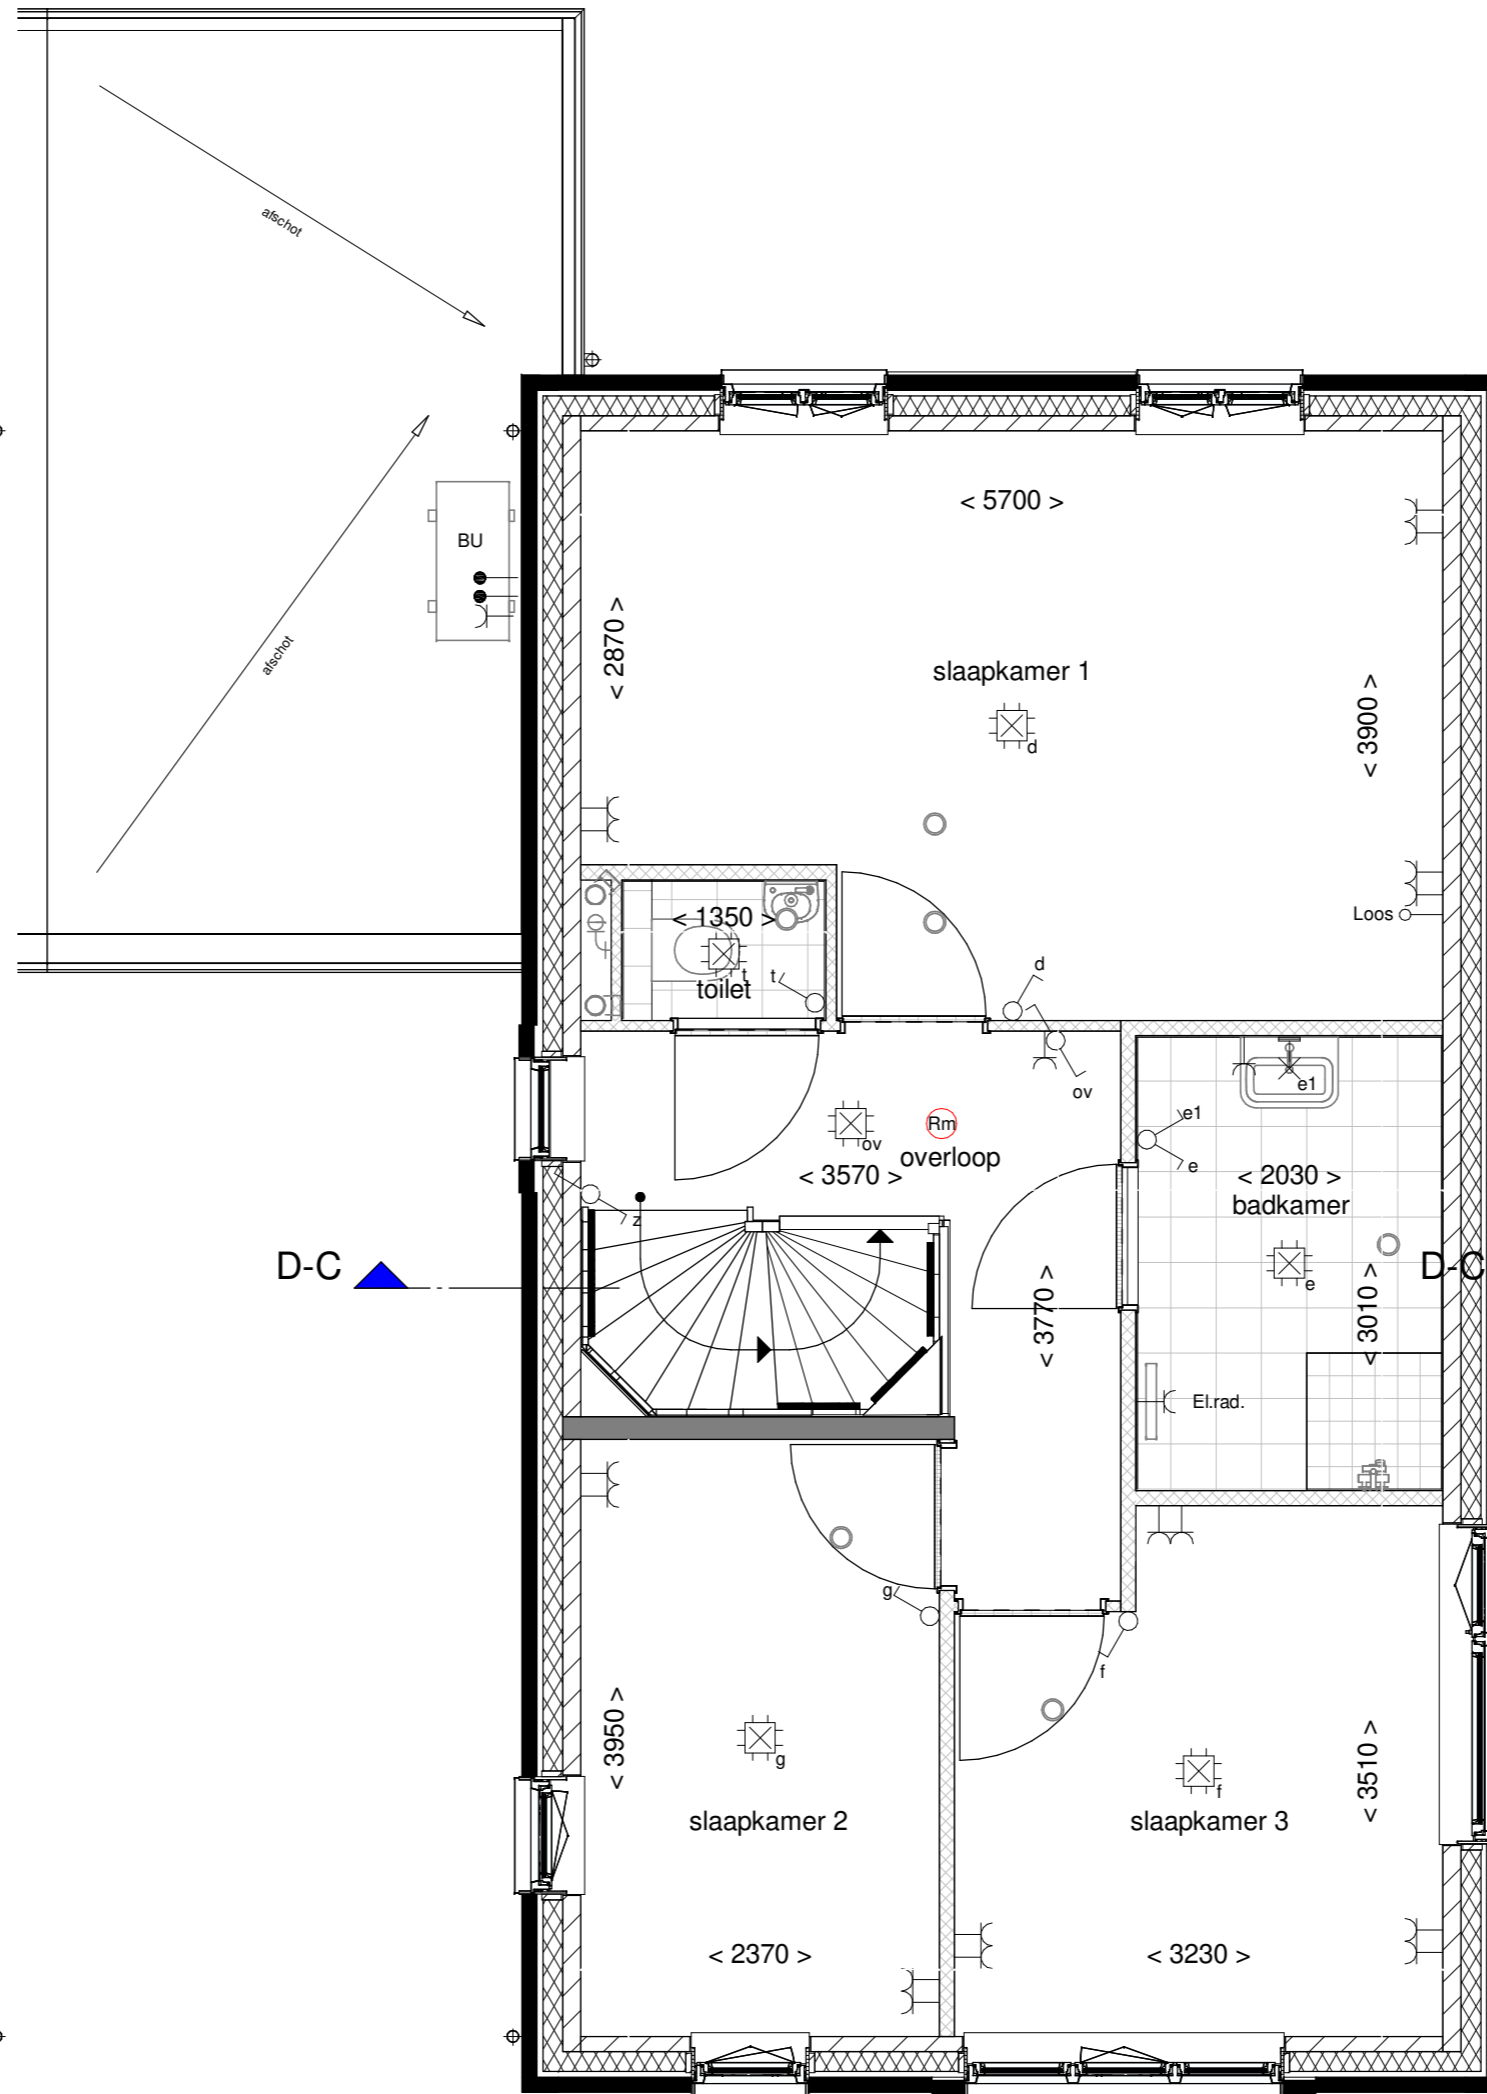 afschot
< 5700 >
BU
< 2870 >
afschot
slaapkamer 1
< 3900 >
d
< 1350 >
Loos
t
t
toilet
d
e1
ov
e1
Rm
ov
overloop
e
< 3570 >
< 2030 >
badkamer
z
D-C
D-C
e
< 3770 >
< 3010 >
El.rad.
g
f
< 3950 >
g
< 3510 >
f
slaapkamer 2
slaapkamer 3
< 2370 >
< 3230 >